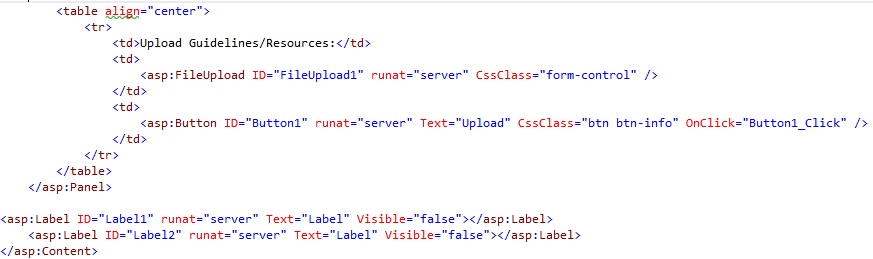 <table align="center">
<tr>
<td>Upload Guidelines/Resources:</td>
<td>
<asp:FileUpload ID="FileUpload1" runat="server" CssClass="form-control" />
</td>
<td>
<asp:Button ID="Button1" runat="server" Text="Upload" CssClass="btn btn-info" OnClick="Button1_Click" />
</td>
</tr>
</table>
</asp:Panel>
<asp:Label ID="Label1" runat="server" Text="Label" Visible="false"></asp:Label>
<asp:Label ID="Label2" runat="server" Text="Label" Visible="false"></asp:Label>
</asp:Content>